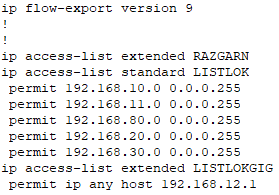 ip flow-export version 9
!
!
ip access-list extended RAZGARN
ip access-list standard LISTLOK
 permit 192.168.10.0 0.0.0.255
 permit 192.168.11.0 0.0.0.255
 permit 192.168.80.0 0.0.0.255
 permit 192.168.20.0 0.0.0.255
 permit 192.168.30.0 0.0.0.255
ip access-list extended LISTLOKGIG
 permit ip any host 192.168.12.1